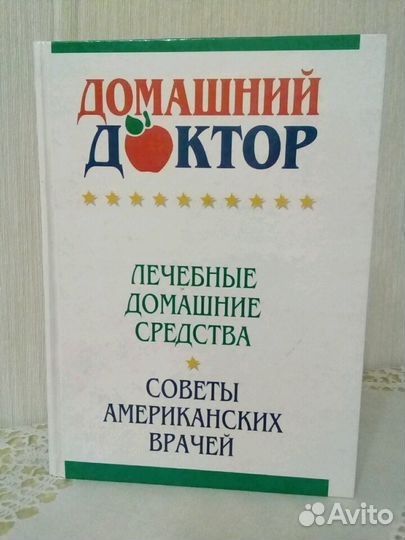 ДОМАШНИЙ
ДОКТОР
ЛЕЧЕБНЫЕ
ДОМАШНИЕ
СРЕДСТВА
СОВЕТЫ
АМЕРИКАНСКИХ
ВРАЧЕЙ
Avito